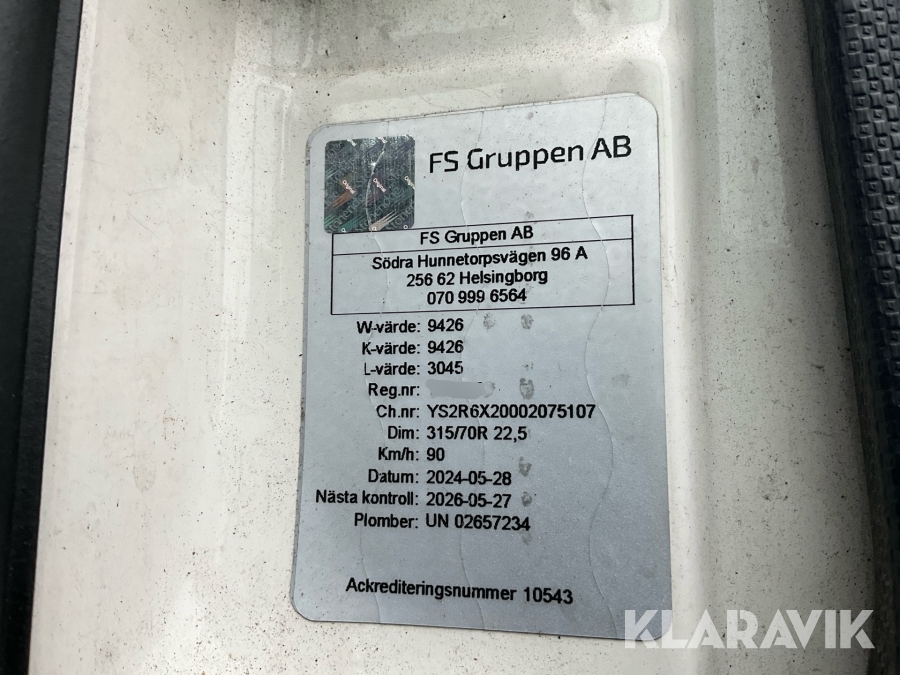 FS Gruppen AB
FS Gruppen AB
Södra Hunnetorpsvägen 96 A
256 62 Helsingborg
070 999 6564
W-värde: 9426
K-värde: 9426
L-värde: 3045
Reg.nr:
Ch.nr: YS2R6X20002075107
Dim: 315/70R 22,5
Km/h: 90
Datum: 2024-05-28
Nästa kontroll: 2026-05-27
Plomber: UN 02657234
Ackrediteringsnummer 10543
KLARAVIK